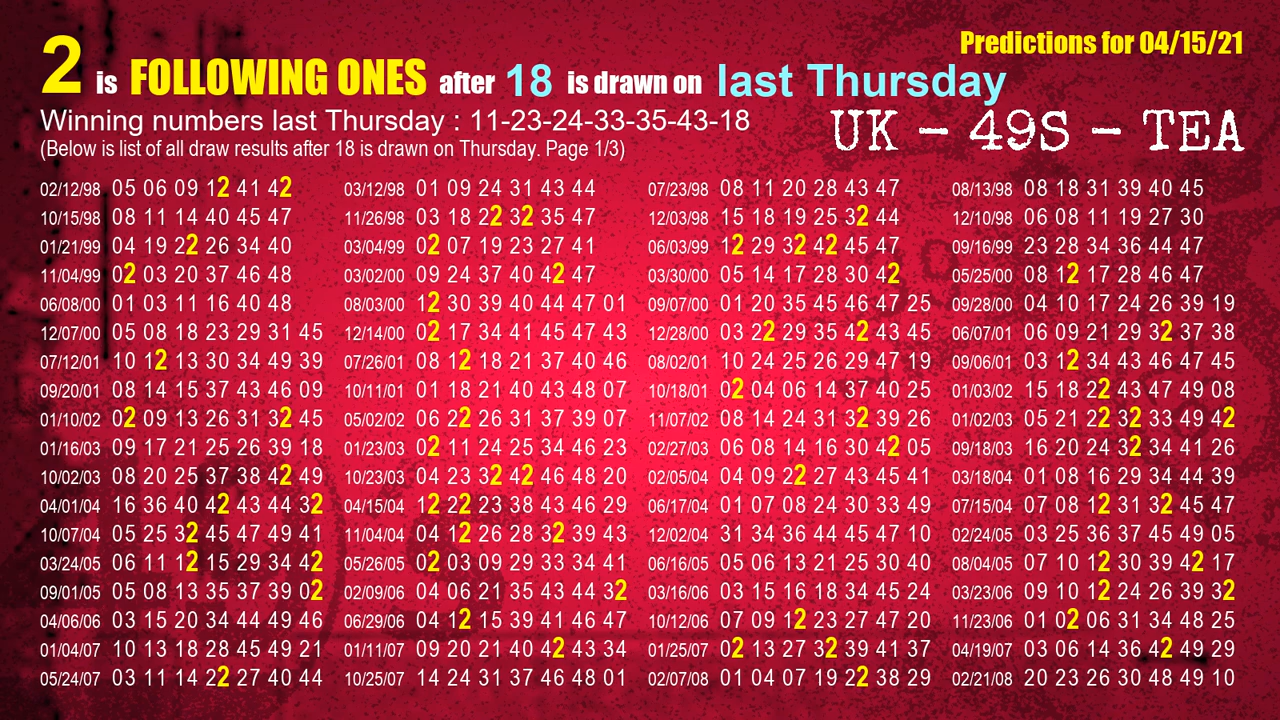 Predictions for 04/15/21
2 is FOLLOWING ONES after 18 is drawn on last Thursday
Winning numbers last Thursday : 11-23-24-33-35-43-18
UK - 49S - TEA
(Below is list of all draw results after 18 is drawn on Thursday. Page 1/3)
02/12/98 05 06 09 12 41 42 03/12/98 01 09 24 31 43 44 07/23/98 08 11 20 28 43 47 08/13/98 08 18 31 39 40 45
10/15/98 08 11 14 40 45 47 11/26/98 03 18 22 32 35 47 12/03/98 15 18 19 25 32 44 12/10/98 06 08 11 19 27 30
01/21/99 04 19 22 26 34 40 03/04/99 02 07 19 23 27 41 06/03/99 12 29 32 42 45 47 09/16/99 23 28 34 36 44 47
11/04/99 02 03 20 37 46 48 03/02/00 09 24 37 40 42 47 03/30/00 05 14 17 28 30 42 05/25/00 08 12 17 28 46 47
06/08/00 01 03 11 16 40 48 08/03/00 12 30 39 40 44 47 01 09/07/00 01 20 35 45 46 47 25 09/28/00 04 10 17 24 26 39 19
12/07/00 05 08 18 23 29 31 45 12/14/00 02 17 34 41 45 47 43 12/28/00 03 22 29 35 42 43 45 06/07/01 06 09 21 29 32 37 38
07/12/01 10 12 13 30 34 49 39 07/26/01 08 12 18 21 37 40 46 08/02/01 10 24 25 26 29 47 19 09/06/01 03 12 34 43 46 47 45
09/20/01 08 14 15 37 43 46 09 10/11/01 01 18 21 40 43 48 07 10/18/01 02 04 06 14 37 40 25 01/03/02 15 18 22 43 47 49 08
01/10/02 02 09 13 26 31 32 45 05/02/02 06 22 26 31 37 39 07 11/07/02 08 14 24 31 32 39 26 01/02/03 05 21 22 32 33 49 42
01/16/03 09 17 21 25 26 39 18 01/23/03 02 11 24 25 34 46 23 02/27/03 06 08 14 16 30 42 05 09/18/03 16 20 24 32 34 41 26
10/02/03 08 20 25 37 38 42 49 10/23/03 04 23 32 42 46 48 20 02/05/04 04 09 22 27 43 45 41 03/18/04 01 08 16 29 34 44 39
04/01/04 16 36 40 42 43 44 32 04/15/04 12 22 23 38 43 46 29 06/17/04 01 07 08 24 30 33 49 07/15/04 07 08 12 31 32 45 47
10/07/04 05 25 32 45 47 49 41 11/04/04 04 12 26 28 32 39 43 12/02/04 31 34 36 44 45 47 10 02/24/05 03 25 36 37 45 49 05
03/24/05 06 11 12 15 29 34 42 05/26/05 02 03 09 29 33 34 41 06/16/05 05 06 13 21 25 30 40 08/04/05 07 10 12 30 39 42 17
09/01/05 05 08 13 35 37 39 02 02/09/06 04 06 21 35 43 44 32 03/16/06 03 15 16 18 34 45 24 03/23/06 09 10 12 24 26 39 32
04/06/06 03 15 20 34 44 49 46 06/29/06 04 12 15 39 41 46 47 10/12/06 07 09 12 23 27 47 20 11/23/06 01 02 06 31 34 48 25
01/04/07 10 13 18 28 45 49 21 01/11/07 09 20 21 40 42 43 34 01/25/07 02 13 27 32 39 41 37 04/19/07 03 06 14 36 42 49 29
05/24/07 03 11 14 22 27 40 44 10/25/07 14 24 31 37 46 48 01 02/07/08 01 04 07 19 22 38 29 02/21/08 20 23 26 30 48 49 10